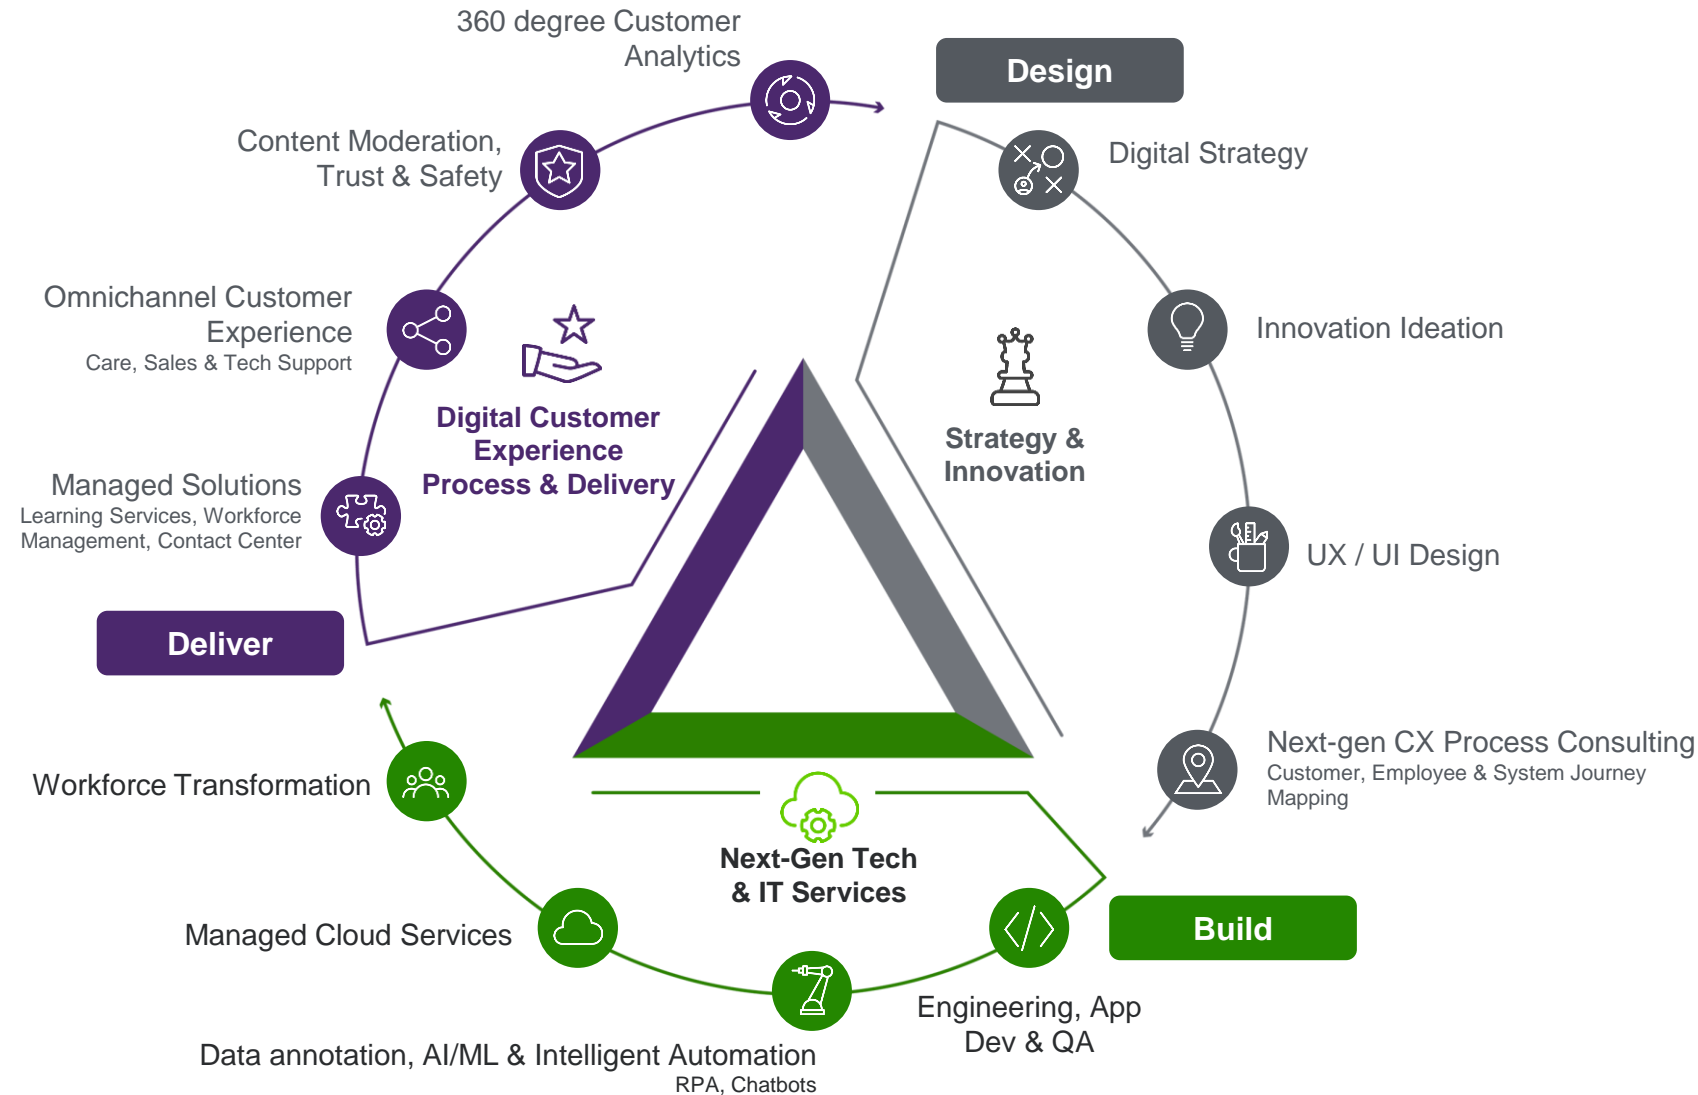 360 degree Customer
Analytics
Design
Content Moderation,
Trust & Safety
Digital Strategy
Omnichannel Customer
Experience
Care, Sales & Tech Support
Innovation Ideation
Digital Customer
Experience
Process & Delivery
Strategy &
Innovation
Managed Solutions
Learning Services, Workforce
Management, Contact Center
UX / UI Design
Deliver
Next-gen CX Process Consulting
Customer, Employee & System Journey
Mapping
Workforce Transformation
Next-Gen Tech
& IT Services
Managed Cloud Services
Build
Engineering, App
Dev & QA
Data annotation, AI/ML & Intelligent Automation
RPA, Chatbots